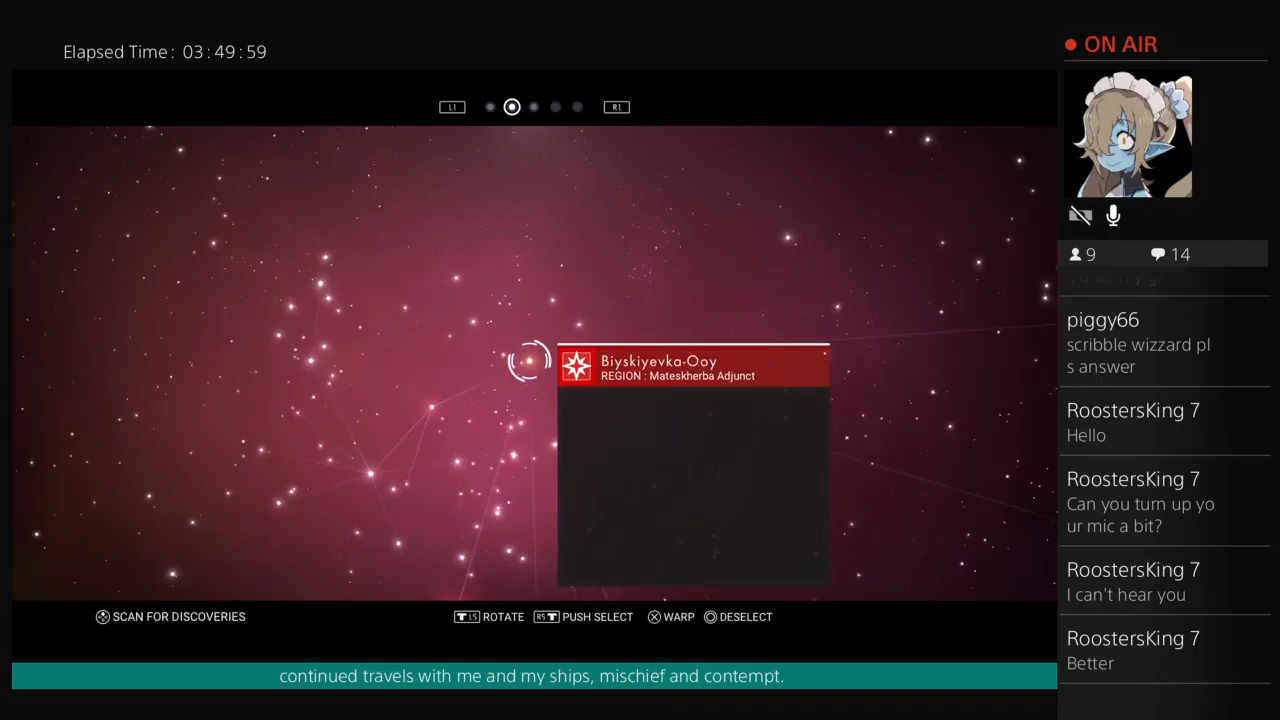 Elapsed Time: 03:49:59
ON AIR
L1
R1
9
14
piggy66
scribble wizzard pl
s answer
RoostersKing 7
Hello
RoostersKing 7
Can you turn up yo
ur mic a bit?
RoostersKing 7
I can't hear you
RoostersKing 7
Better
Biyskiyevka-Ooy
REGION : Mateskherba Adjunct
SCAN FOR DISCOVERIES
LS ROTATE
RS PUSH SELECT
WARP
DESELECT
continued travels with me and my ships, mischief and contempt.